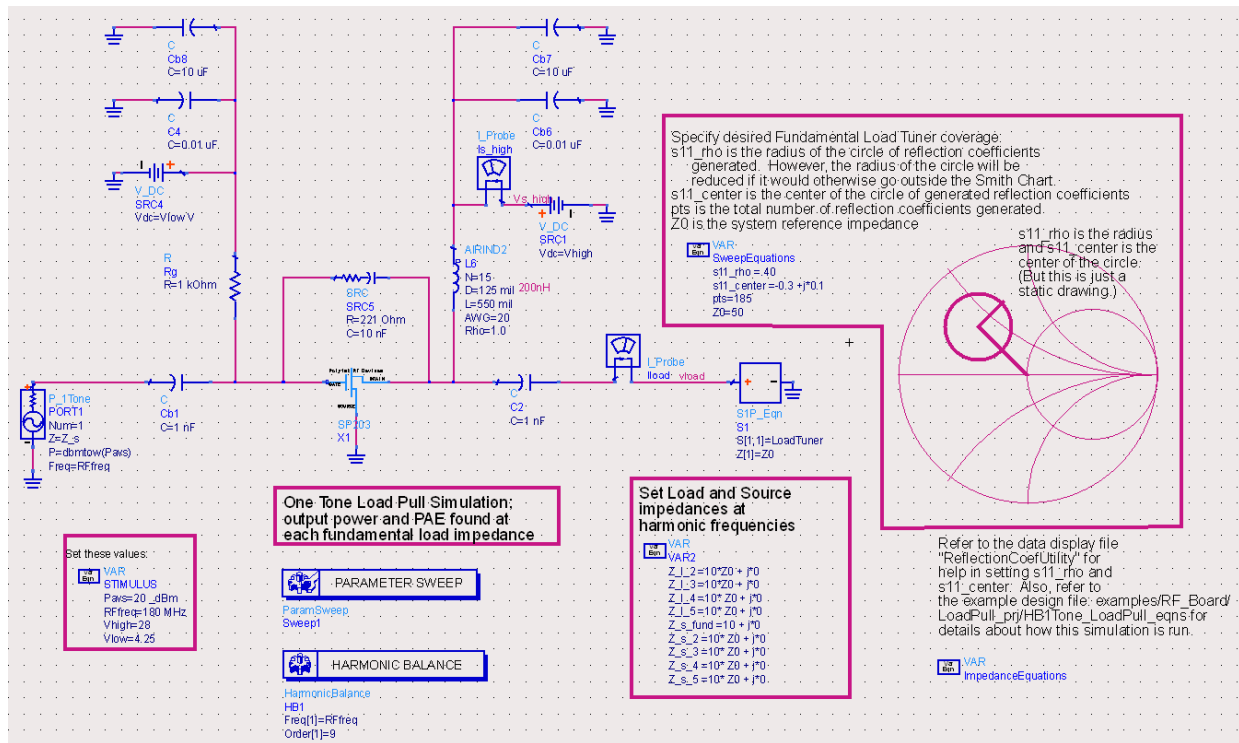 C
Cb8
C=10 uF
C
C4
C=0.01 uF
V_DC
SRC4
Vdc=Vlow V
R
Rg
R=1 kOhm
C
Cb7
C=10 uF
C
Cb6
C=0.01 uF
I_Probe
Is_high
Vs_high
V_DC
SRC1
Vdc=Vhigh
AIRIND2
L6
N=15
D=125 mil
L=550 mil
AWG=20
Rho=1.0
200nH
SRC
SRC5
R=221 Ohm
C=10 nF
Polyfet RF Devices
GATE
DRAIN
SOURCE
SP203
X1
P_1Tone
PORT1
Num=1
Z=Z_s
P=dbmtow(Pavs)
Freq=RFfreq
C
Cb1
C=1 nF
C
C2
C=1 nF
I_Probe
Iload
vload
S1P_Eqn
S1
S[1,1]=LoadTuner
Z[1]=Z0
Specify desired Fundamental Load Tuner coverage:
s11_rho is the radius of the circle of reflection coefficients
generated. However, the radius of the circle will be
reduced if it would otherwise go outside the Smith Chart.
s11_center is the center of the circle of generated reflection coefficients
pts is the total number of reflection coefficients generated
Z0 is the system reference impedance
Var
Eqn
VAR
SweepEquations
s11_rho =.40
s11_center =-0.3 +j*0.1
pts=185
Z0=50
s11_rho is the radius
and s11_center is the
center of the circle.
(But this is just a
static drawing.)
Set these values:
Var
Eqn
VAR
STIMULUS
Pavs=20 _dBm
RFfreq=180 MHz
Vhigh=28
Vlow=4.25
One Tone Load Pull Simulation;
output power and PAE found at
each fundamental load impedance
PARAMETER SWEEP
ParamSweep
Sweep1
HARMONIC BALANCE
HarmonicBalance
HB1
Freq[1]=RFfreq
Order[1]=9
Set Load and Source
impedances at
harmonic frequencies
Var
Eqn
VAR
VAR2
Z_l_2=10*Z0 + j*0
Z_l_3=10*Z0 + j*0
Z_l_4=10* Z0 + j*0
Z_l_5=10* Z0 + j*0
Z_s_fund=10 + j*0
Z_s_2=10* Z0 + j*0
Z_s_3=10* Z0 + j*0
Z_s_4=10* Z0 + j*0
Z_s_5=10* Z0 + j*0
Refer to the data display file
"ReflectionCoefUtility" for
help in setting s11_rho and
s11_center. Also, refer to
the example design file: examples/RF_Board/
LoadPull_prj/HB1Tone_LoadPull_eqns for
details about how this simulation is run.
Var
Eqn
VAR
ImpedanceEquations